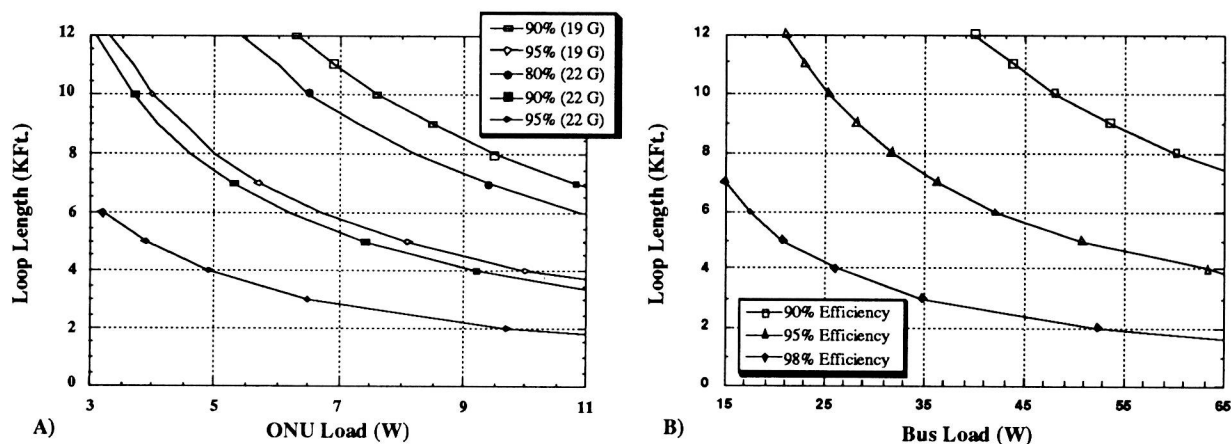 12
10
8
6
4
2
0
Loop Length (KFt.)
90% (19 G)
95% (19 G)
80% (22 G)
90% (22 G)
95% (22 G)
3
5
7
9
11
A)
ONU Load (W)
12
10
8
6
4
2
0
Loop Length (KFt.)
90% Efficiency
95% Efficiency
98% Efficiency
15
25
35
45
55
65
B)
Bus Load (W)